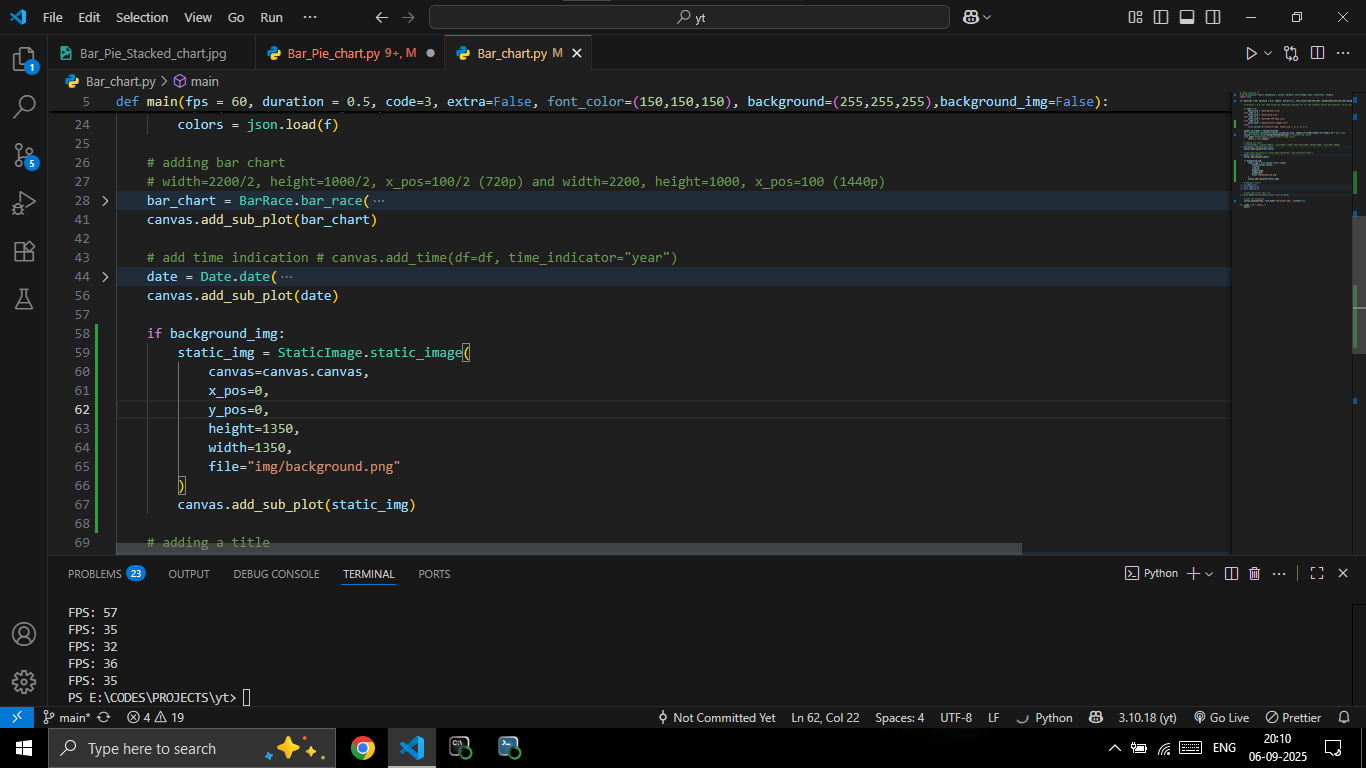 File Edit Selection View Go Run ··· yt
Bar_Pie_Stacked_chart.jpg Bar_Pie_chart.py 9+, M Bar_chart.py M
Bar_chart.py > main
5 def main(fps = 60, duration = 0.5, code=3, extra=False, font_color=(150,150,150), background=(255,255,255),background_img=False):
24 colors = json.load(f)
25
26 # adding bar chart
27 # width=2200/2, height=1000/2, x_pos=100/2 (720p) and width=2200, height=1000, x_pos=100 (1440p)
28 bar_chart = BarRace.bar_race( ···
41 canvas.add_sub_plot(bar_chart)
42
43 # add time indication # canvas.add_time(df=df, time_indicator="year")
44 date = Date.date( ···
56 canvas.add_sub_plot(date)
57
58 if background_img:
59 static_img = StaticImage.static_image(
60 canvas=canvas.canvas,
61 x_pos=0,
62 y_pos=0,
63 height=1350,
64 width=1350,
65 file="img/background.png"
66 )
67 canvas.add_sub_plot(static_img)
68
69 # adding a title
PROBLEMS 23 OUTPUT DEBUG CONSOLE TERMINAL PORTS Python
FPS: 57
FPS: 35
FPS: 32
FPS: 36
FPS: 35
PS E:\CODES\PROJECTS\yt>
main* 4 19 Not Committed Yet Ln 62, Col 22 Spaces: 4 UTF-8 LF Python 3.10.18 (yt) Go Live Prettier
Type here to search ENG 20:10
06-09-2025
1
5